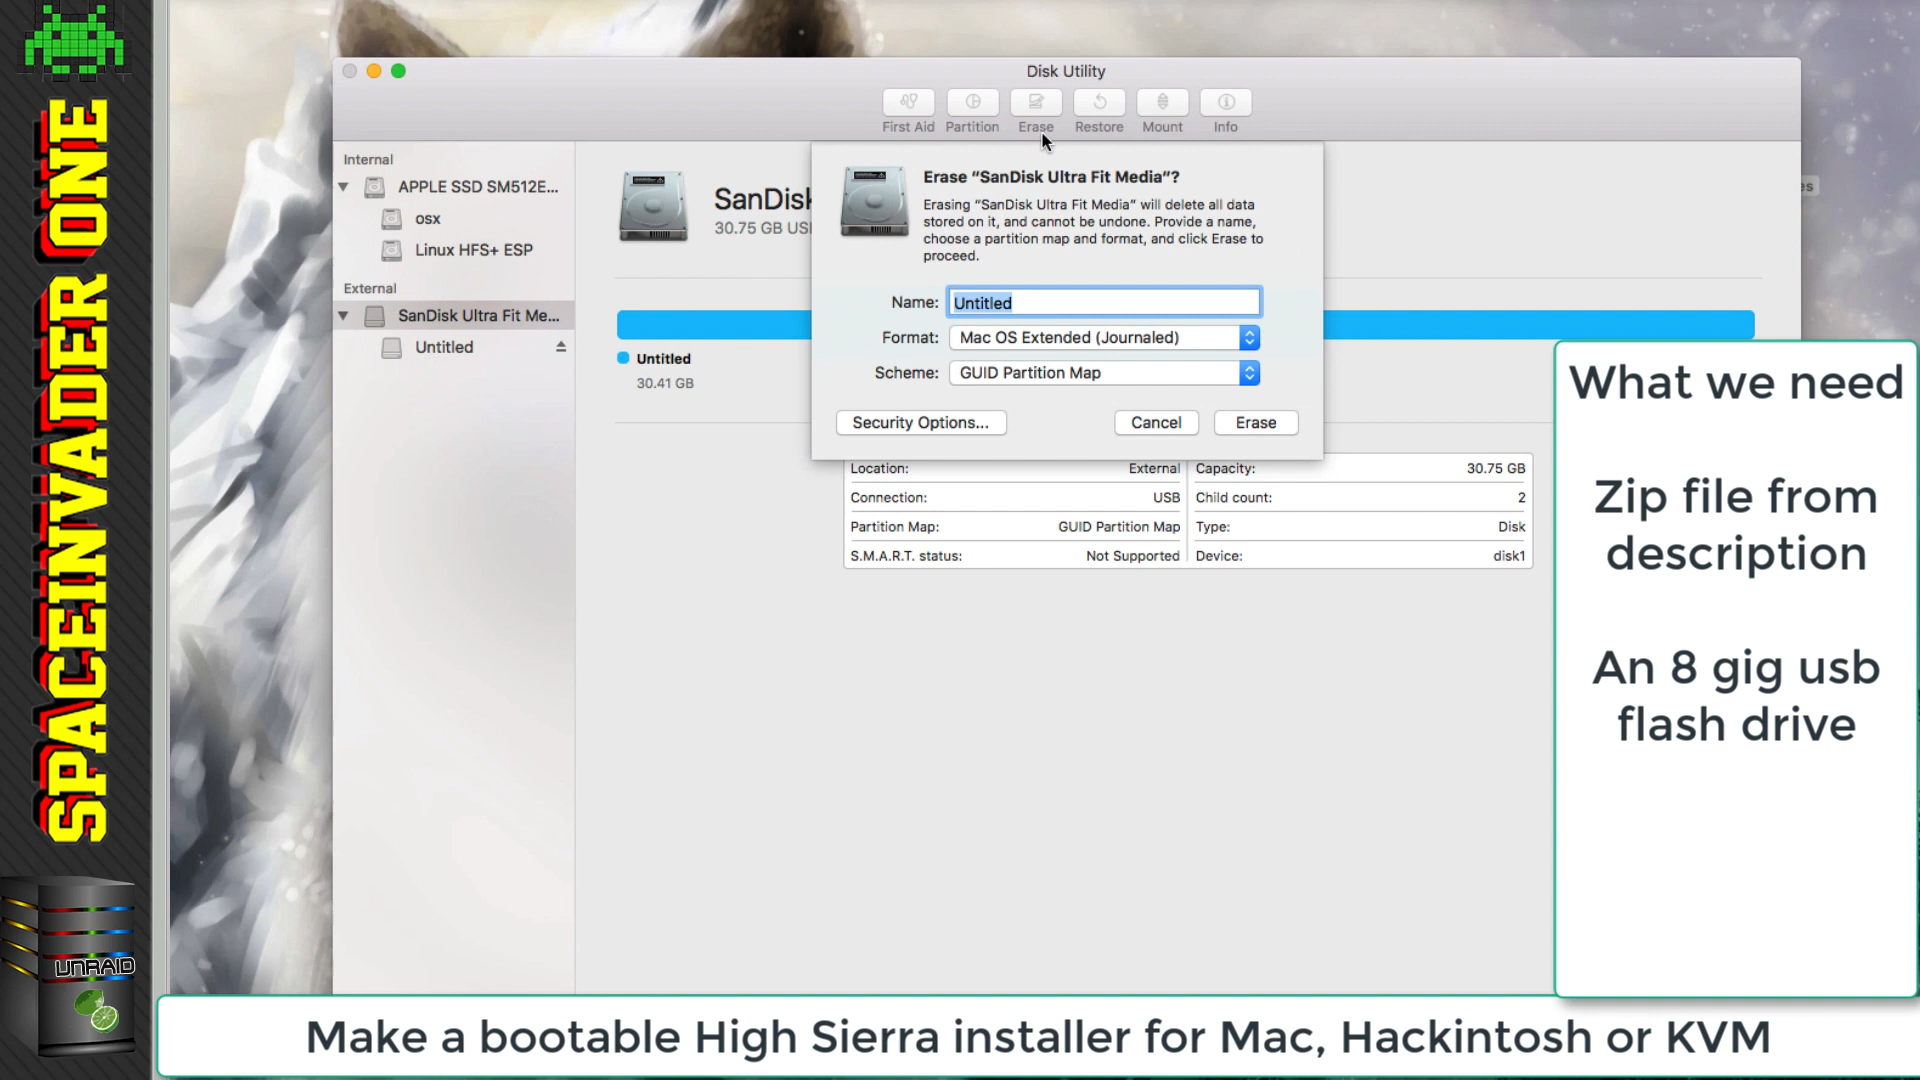 SPACEINVADER ONE
UNRAID
Disk Utility
First Aid
Partition
Erase
Restore
Mount
Info
Internal
APPLE SSD SM512E...
osx
Linux HFS+ ESP
External
SanDisk Ultra Fit Me...
Untitled
SanDisk
30.75 GB USB
Untitled
30.41 GB
Erase “SanDisk Ultra Fit Media”?
Erasing “SanDisk Ultra Fit Media” will delete all data
stored on it, and cannot be undone. Provide a name,
choose a partition map and format, and click Erase to
proceed.
Name: Untitled
Format: Mac OS Extended (Journaled)
Scheme: GUID Partition Map
Security Options...
Cancel
Erase
Location: External
Capacity: 30.75 GB
Connection: USB
Child count: 2
Partition Map: GUID Partition Map
Type: Disk
S.M.A.R.T. status: Not Supported
Device: disk1
What we need
Zip file from
description
An 8 gig usb
flash drive
Make a bootable High Sierra installer for Mac, Hackintosh or KVM